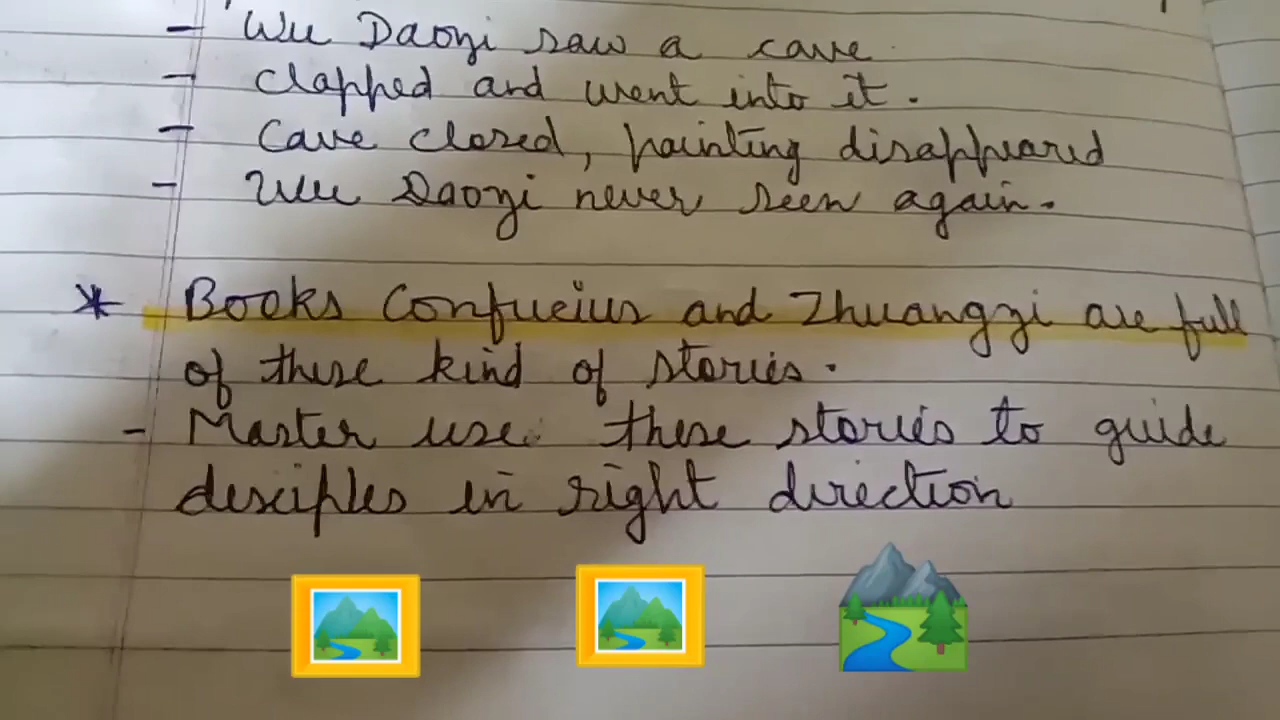 - Wu Daozi saw a cave
- Clapped and went into it.
- Cave closed, painting disappeared
- Wu Daozi never seen again.
* Books Confucius and Zhuangzi are full
of these kind of stories.
- Master use these stories to guide
desciples in right direction